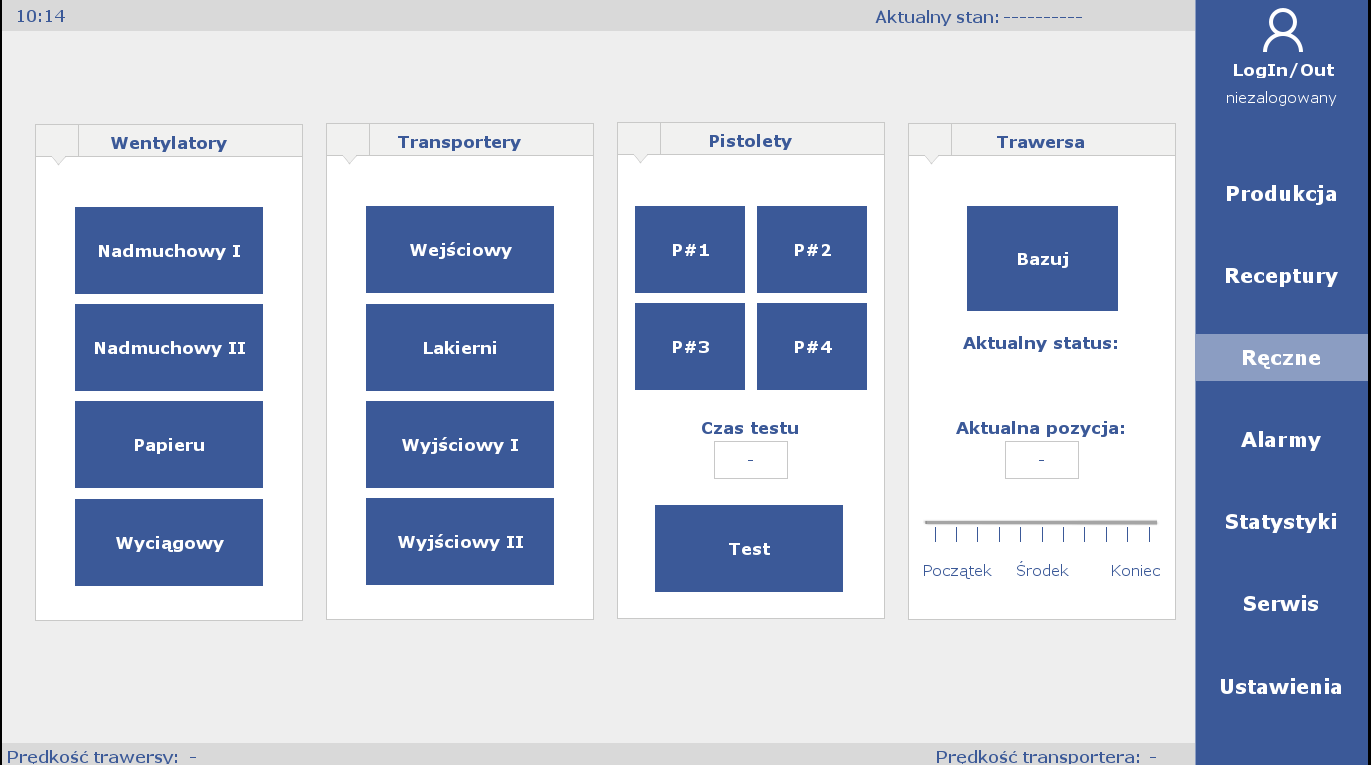 10:14
Aktualny stan: ----------
LogIn/Out
niezalogowany
Wentylatory
Nadmuchowy I
Nadmuchowy II
Papieru
Wyciągowy
Transportery
Wejściowy
Lakierni
Wyjściowy I
Wyjściowy II
Pistolety
P#1
P#2
P#3
P#4
Czas testu
-
Test
Trawersa
Bazuj
Aktualny status:
Aktualna pozycja:
-
Początek Środek Koniec
Produkcja
Receptury
Ręczne
Alarmy
Statystyki
Serwis
Ustawienia
Prędkość trawersy: -
Prędkość transportera: -